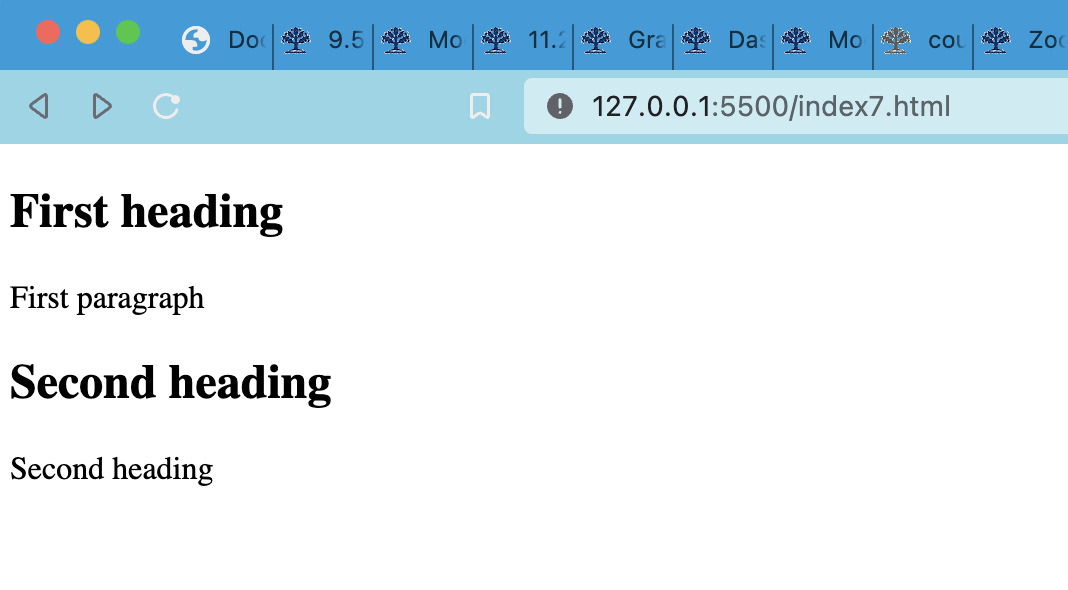 Doc 9.5 Mo 11.2 Gra Das Mo cou Zoo
127.0.0.1:5500/index7.html
First heading
First paragraph
Second heading
Second heading